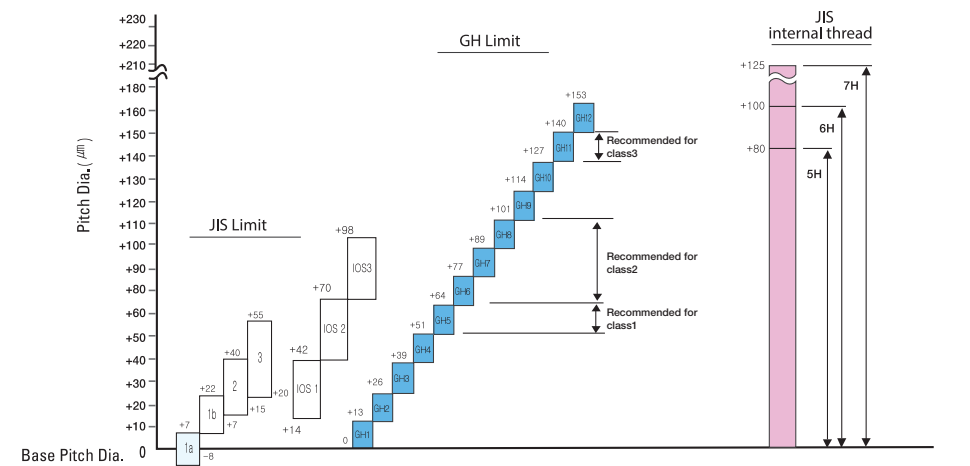 +230
+220
+210
+180
+160
+150
+140
+130
+120
+110
+100
+90
+80
+60
+50
+40
+30
+20
+10
0
Pitch Dia. (μm)
Base Pitch Dia.
JIS Limit
+7
1a
−8
+22
1b
+7
+40
2
+15
+55
3
+20
+42
IOS 1
+14
+70
IOS 2
+98
IOS3
GH Limit
0
+13
GH1
+26
GH2
+39
GH3
+51
GH4
+64
GH5
+77
GH6
+89
GH7
+101
GH8
+114
GH9
+127
GH10
+140
GH11
+153
GH12
Recommended for
class3
Recommended for
class2
Recommended for
class1
JIS
internal thread
+125
+100
+80
7H
6H
5H